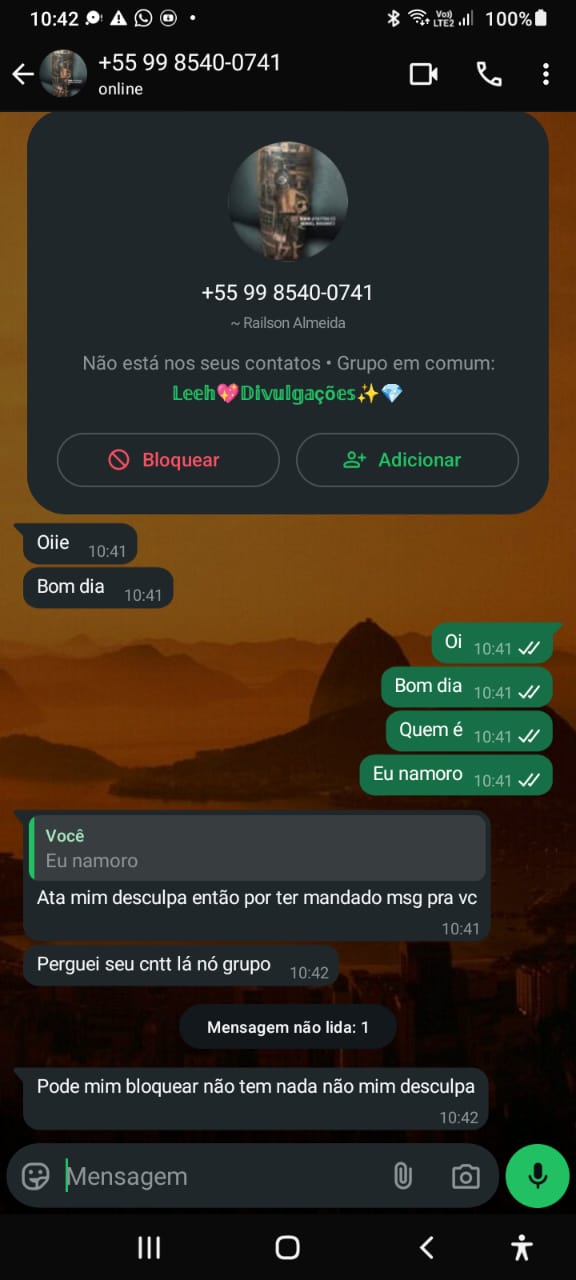 10:42
Vo))
LTE2
100%
+55 99 8540-0741
online
+55 99 8540-0741
~ Railson Almeida
Não está nos seus contatos • Grupo em comum:
𝕃𝕖𝕖𝕙💖𝔻𝕚𝕧𝕦𝕝𝕘𝕒𝕔̧𝕠̃𝕖𝕤✨💎
Bloquear
Adicionar
Oiie 10:41
Bom dia 10:41
Oi 10:41
Bom dia 10:41
Quem é 10:41
Eu namoro 10:41
Você
Eu namoro
Ata mim desculpa então por ter mandado msg pra vc
10:41
Perguei seu cntt lá nó grupo 10:42
Mensagem não lida: 1
Pode mim bloquear não tem nada não mim desculpa
10:42
Mensagem